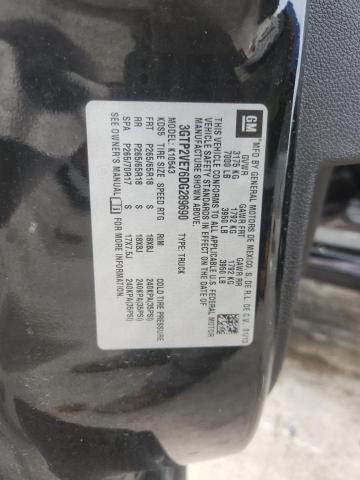 GM
MFD BY GENERAL MOTORS DE MEXICO, S. DE R.L. DE C.V. 01/13
GVWR GAWR FRT GAWR RR
3175 KG 1792 KG 1792 KG
7000 LB 3950 LB 3950 LB
THIS VEHICLE CONFORMS TO ALL APPLICABLE U.S. FEDERAL MOTOR
VEHICLE SAFETY STANDARDS IN EFFECT ON THE DATE OF
MANUFACTURE SHOWN ABOVE.
3GTP2VE76DG289690 TYPE: TRUCK
MODEL: K10543
KDS5 TIRE SIZE SPEED RTG RIM COLD TIRE PRESSURE
FRT P265/65R18 S 18X8J 240KPA(35PSI)
RR P265/65R18 S 18X8J 240KPA(35PSI)
SPA P265/70R17 S 17X7.5J 240KPA(35PSI)
SEE OWNER'S MANUAL FOR MORE INFORMATION.